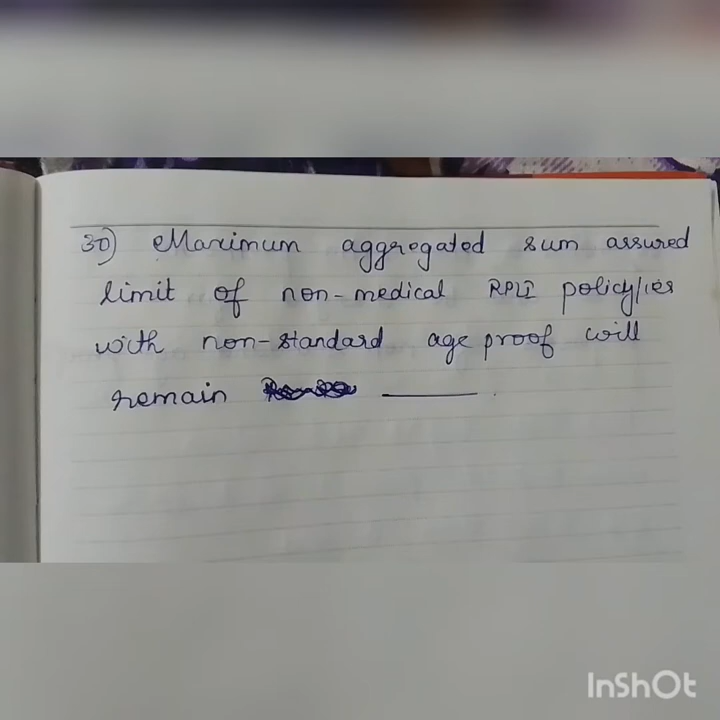 30) Maximum aggregated sum assured
limit of non-medical RPLI policy/ies
with non-standard age proof will
remain ______.
InShOt